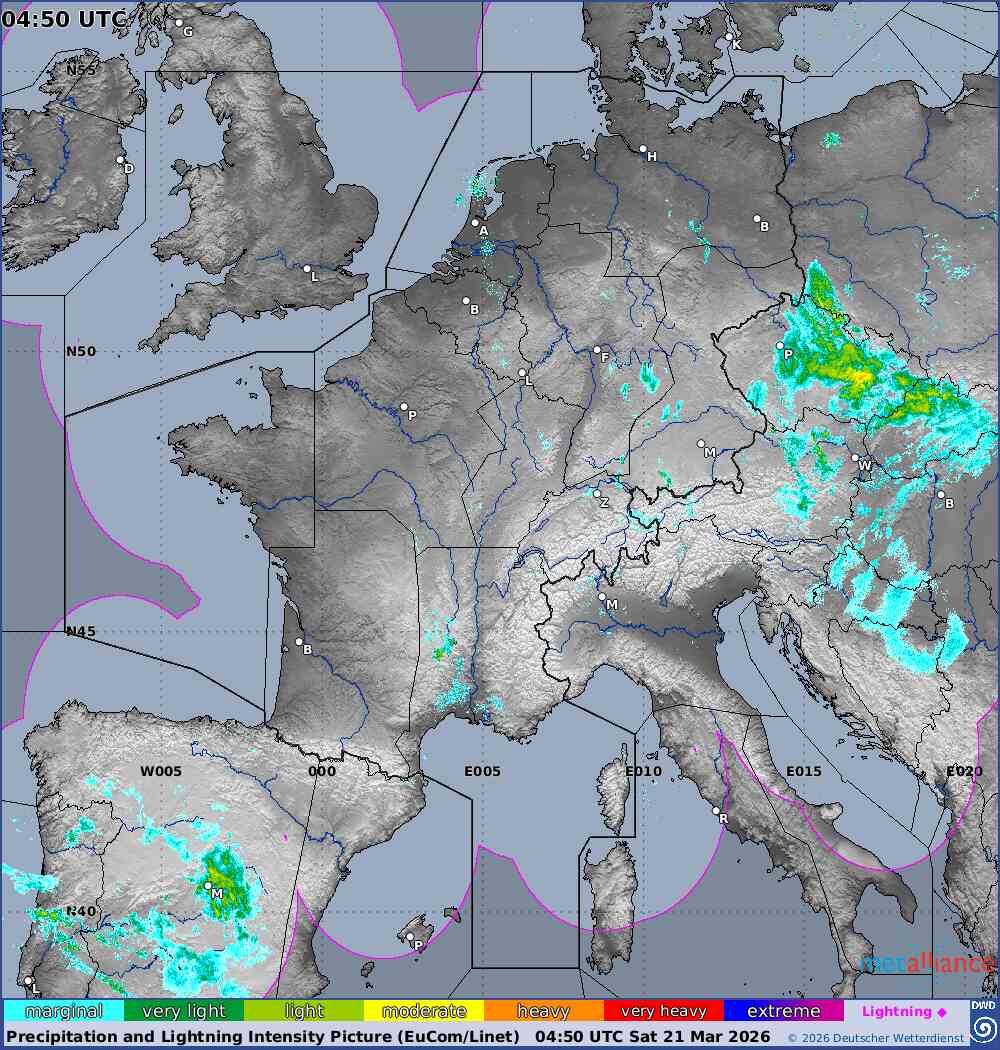 04:50 UTC
G
K
N55
D
H
A
B
L
B
N50
P
F
L
P
M
W
Z
B
M
N45
B
W005
000
E005
E010
E015
E020
R
M
N40
P
L
metalliance
marginal
very light
light
moderate
heavy
very heavy
extreme
Lightning ◆
DWD
Precipitation and Lightning Intensity Picture (EuCom/Linet) 04:50 UTC Sat 21 Mar 2026 © 2026 Deutscher Wetterdienst